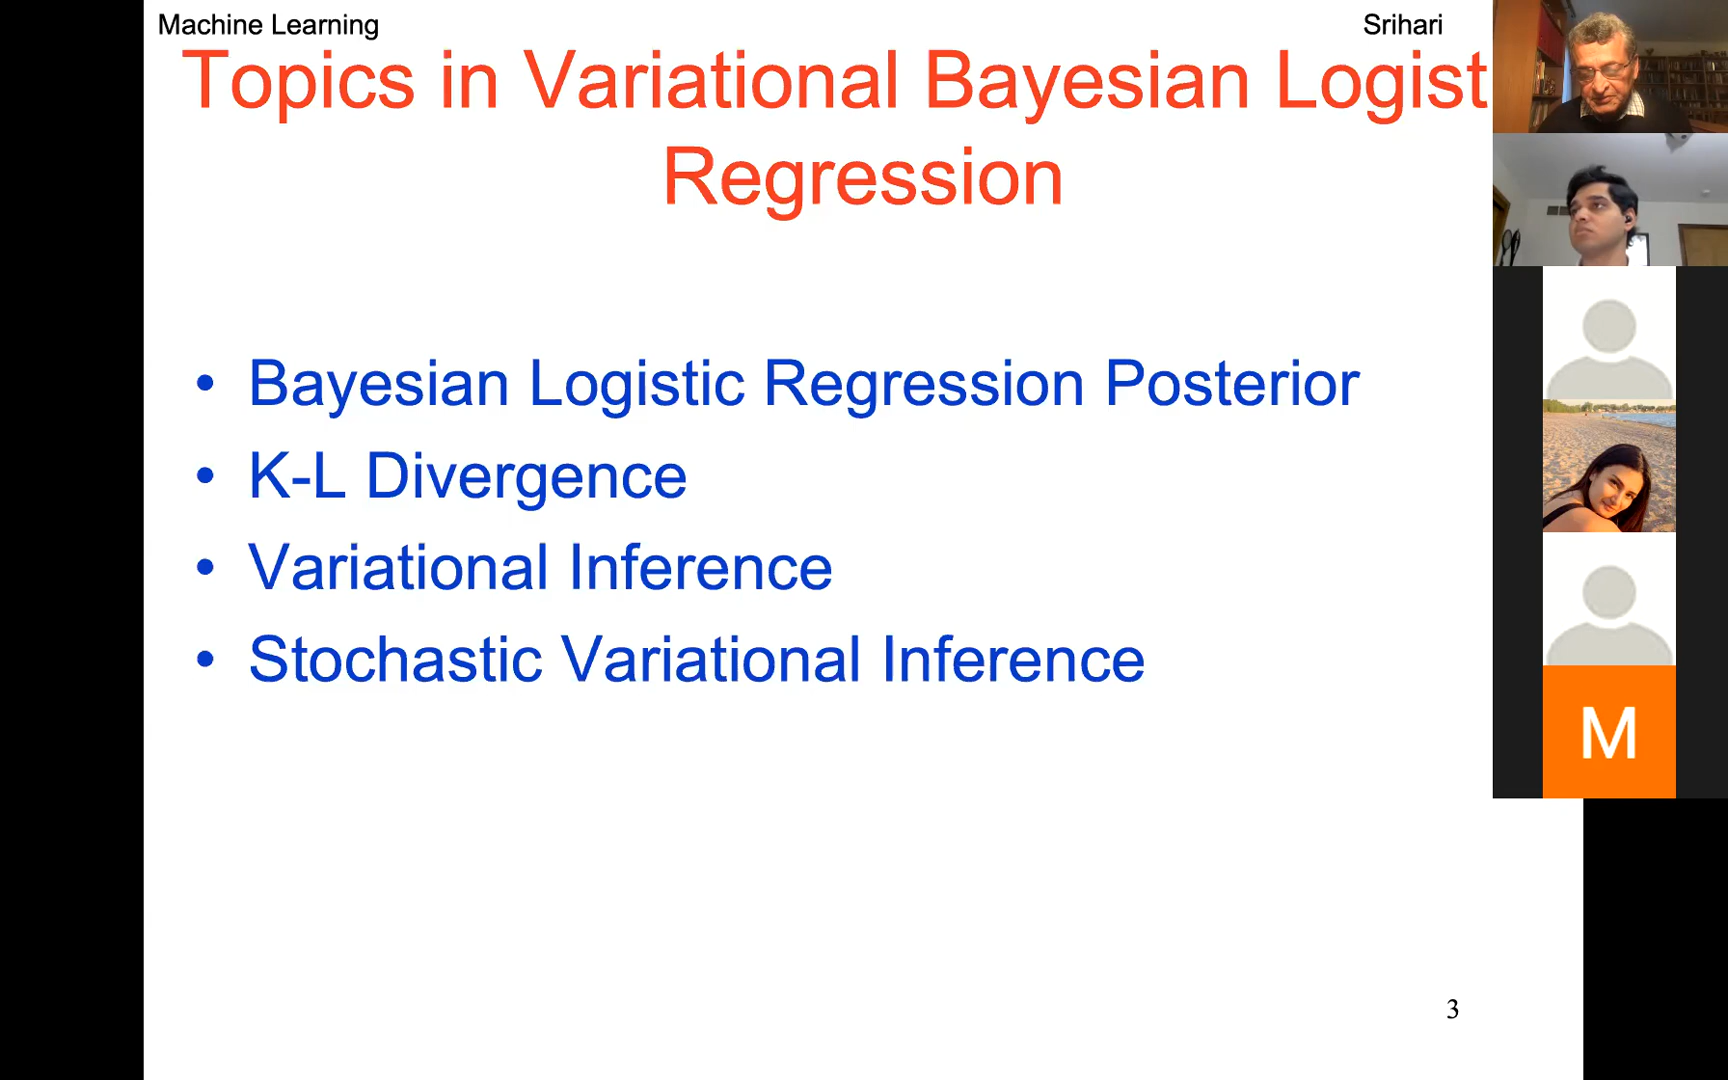 Machine Learning
Srihari
Topics in Variational Bayesian Logist
Regression
• Bayesian Logistic Regression Posterior
• K-L Divergence
• Variational Inference
• Stochastic Variational Inference
M
3